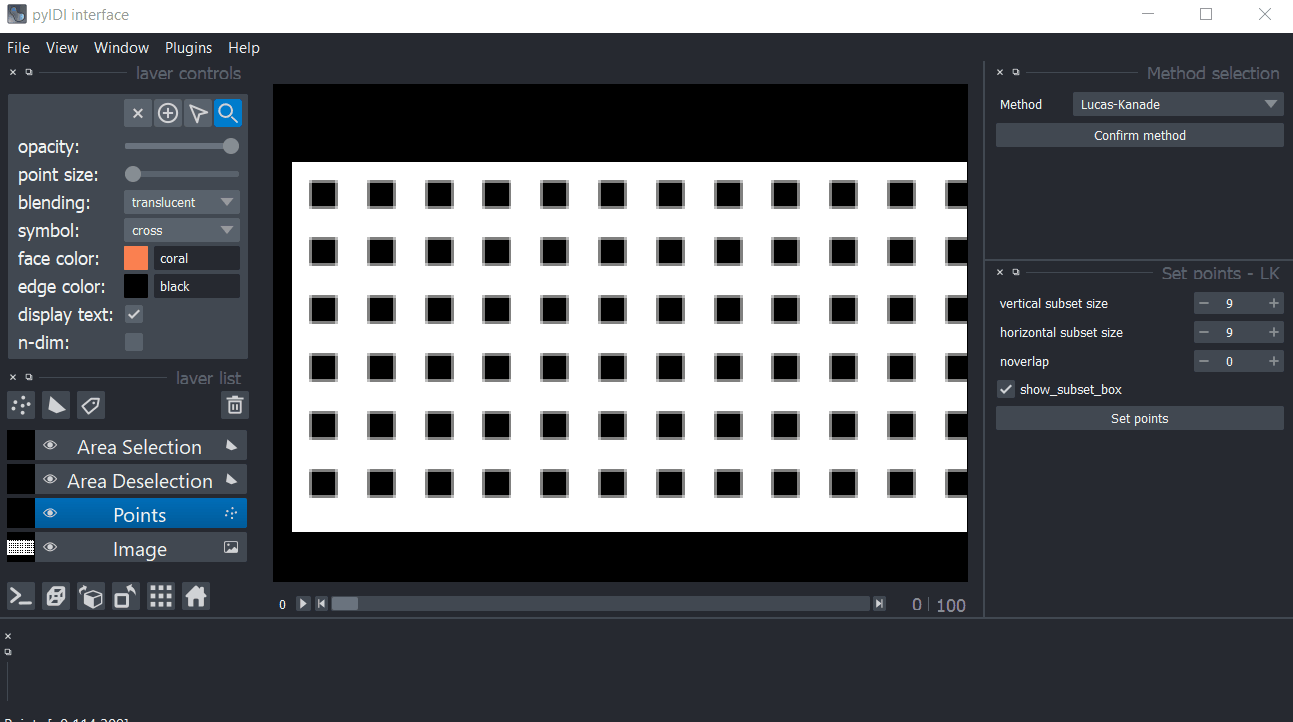 pyIDI interface
File View Window Plugins Help
layer controls
opacity:
point size:
blending: translucent
symbol: cross
face color: coral
edge color: black
display text:
n-dim:
layer list
Area Selection
Area Deselection
Points
Image
0
0 100
Method selection
Method Lucas-Kanade
Confirm method
Set points - LK
vertical subset size 9
horizontal subset size 9
noverlap 0
show_subset_box
Set points